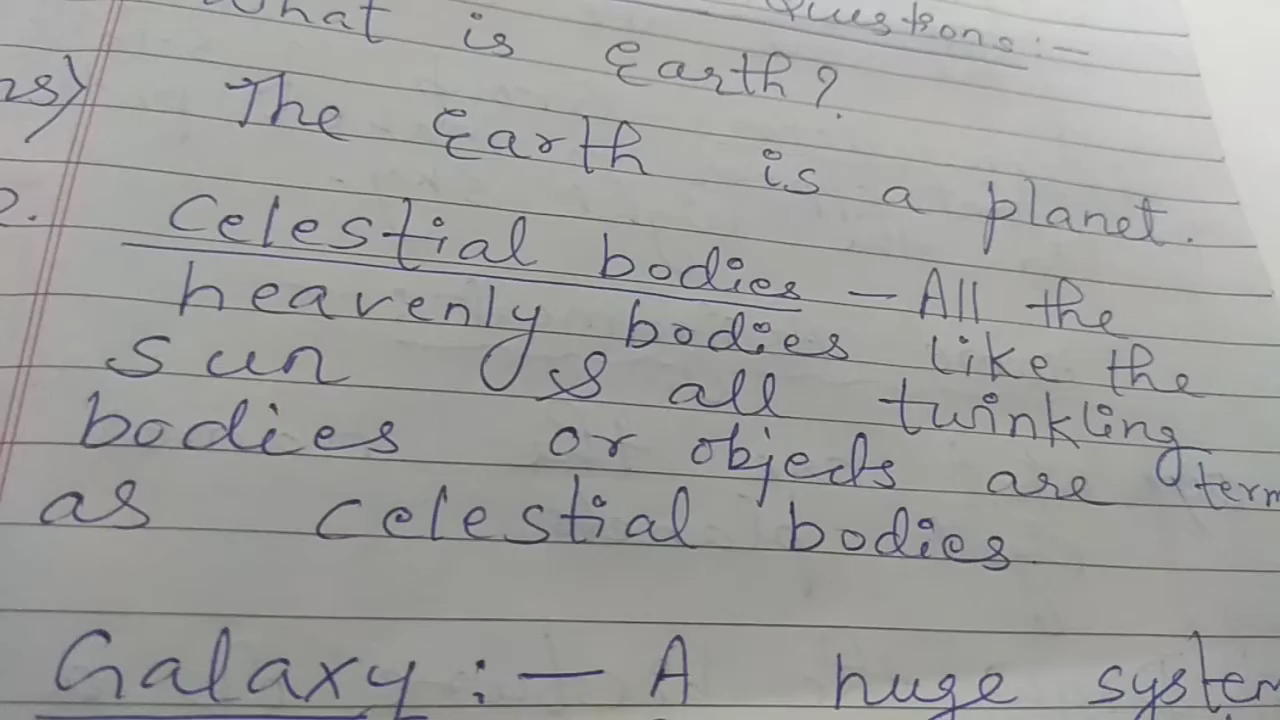 Questions:-
What is Earth?
ns) The Earth is a planet.
2. Celestial bodies - All the
heavenly bodies like the
sun & all twinkling
bodies or objects are term
as celestial bodies
Galaxy :- A huge system